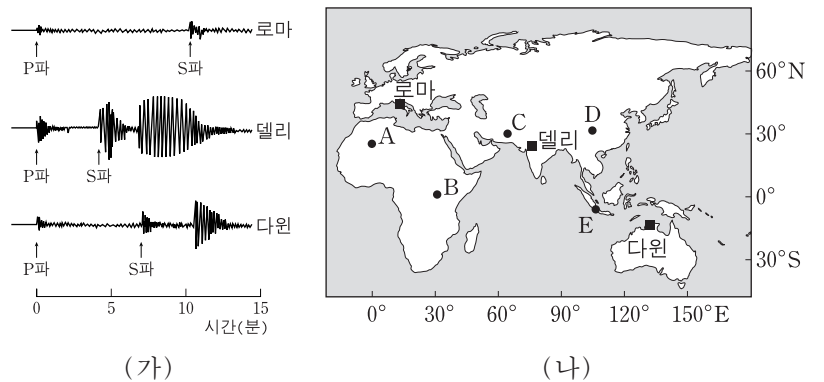 로마
P파
S파
델리
P파
S파
다윈
P파
S파
0
5
10
15
시간(분)
(가)
로마
A
B
C
델리
D
E
다윈
60°N
30°
0°
30°S
0°
30°
60°
90°
120°
150°E
(나)